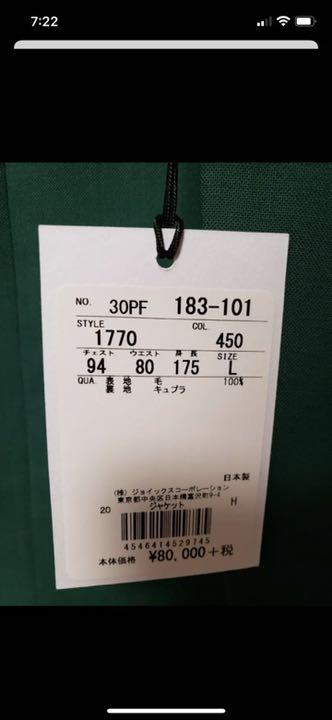 7:22
NO. 30PF 183-101
STYLE COL.
1770 450
チェスト ウエスト 身長 SIZE
94 80 175 L
QUA. 表地 毛 100%
裏地 キュプラ
日本製
(株)ジョイックスコーポレーション
東京都中央区日本橋富沢町9-4
20 ジャケット H
4546414529745
本体価格 ¥80,000+税